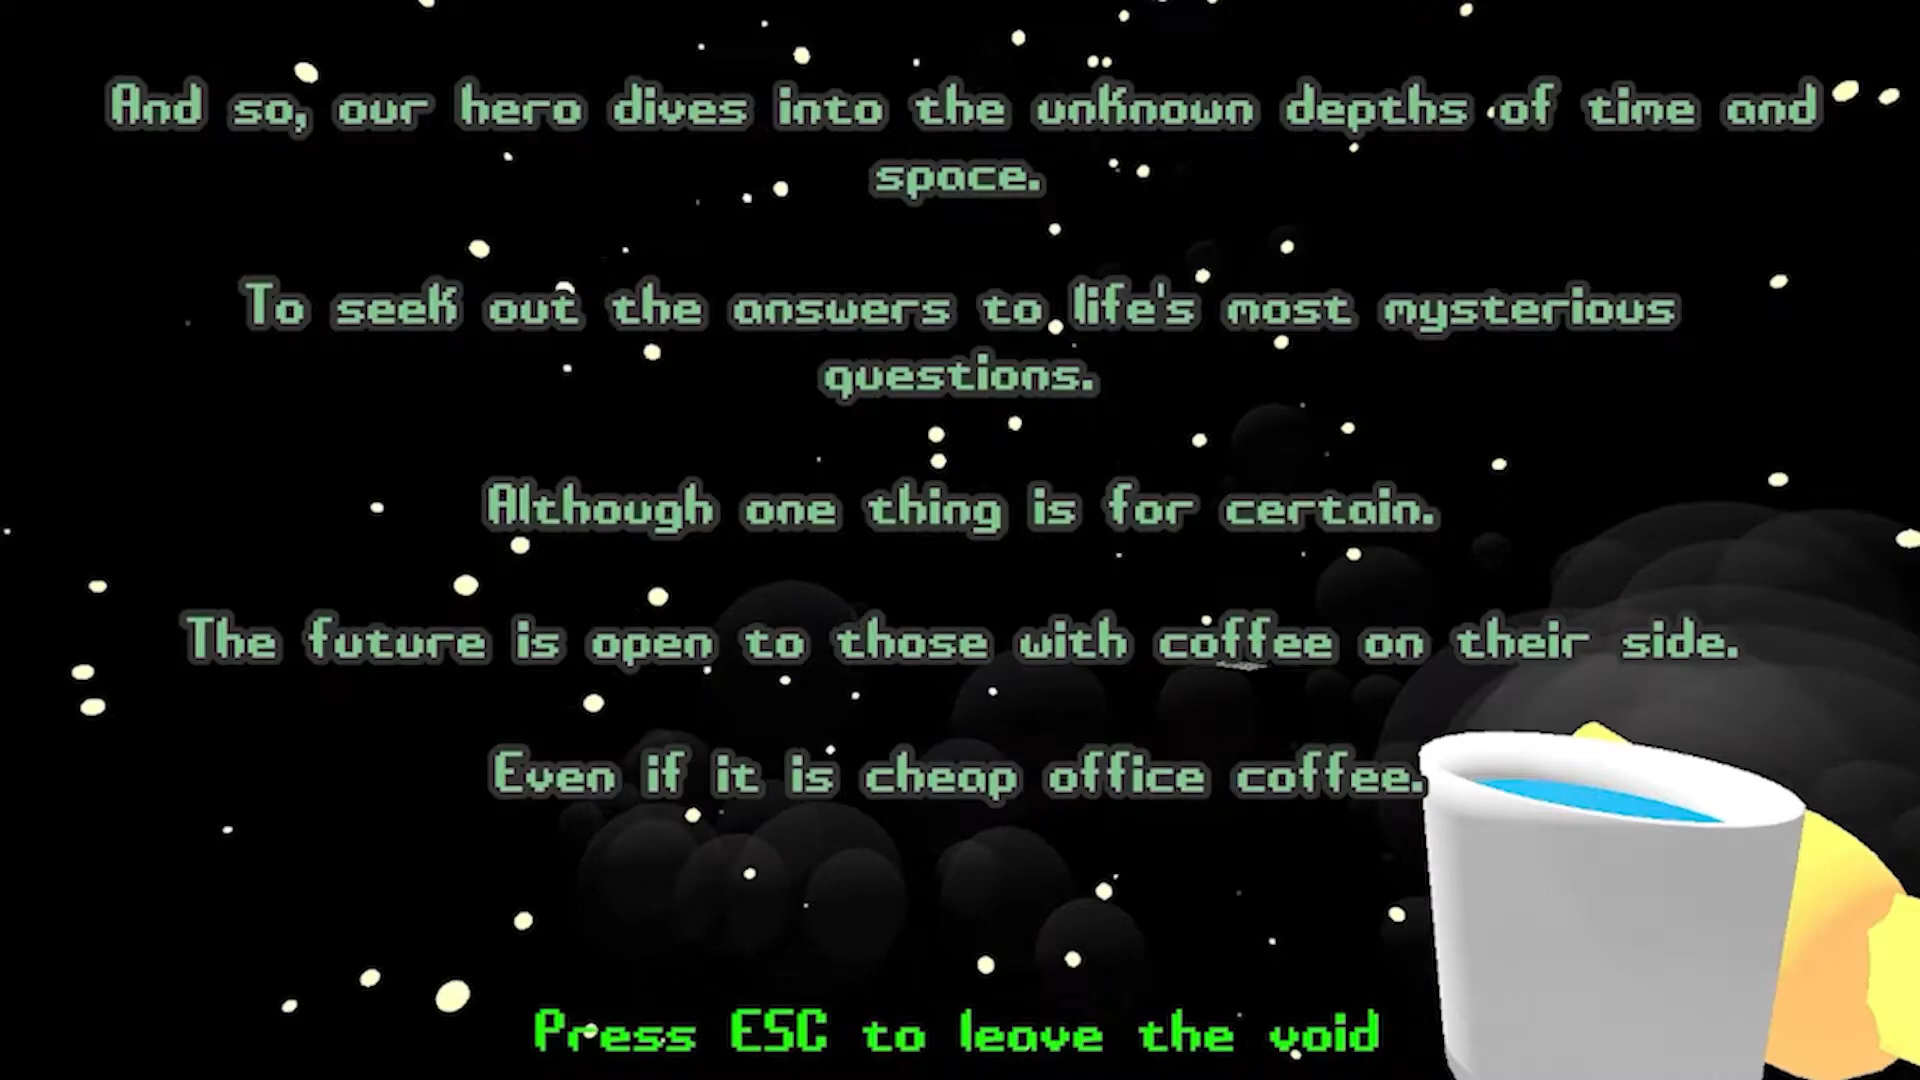 And so, our hero dives into the unknown depths of time and
space.
To seek out the answers to life's most mysterious
questions.
Although one thing is for certain.
The future is open to those with coffee on their side.
Even if it is cheap office coffee.
Press ESC to leave the void